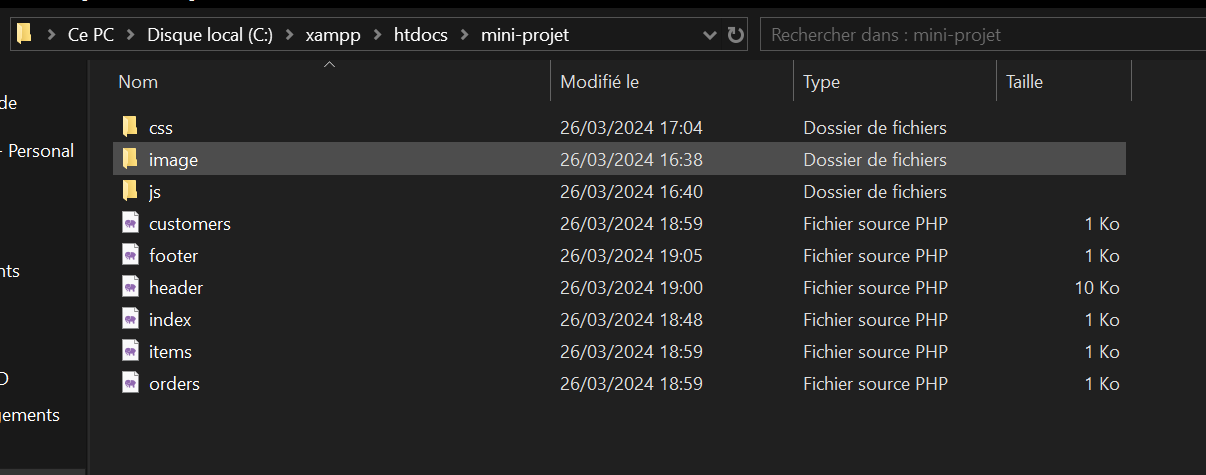 Ce PC > Disque local (C:) > xampp > htdocs > mini-projet
Rechercher dans : mini-projet
Nom Modifié le Type Taille
de
- Personal
nts
gements
css 26/03/2024 17:04 Dossier de fichiers
image 26/03/2024 16:38 Dossier de fichiers
js 26/03/2024 16:40 Dossier de fichiers
customers 26/03/2024 18:59 Fichier source PHP 1 Ko
footer 26/03/2024 19:05 Fichier source PHP 1 Ko
header 26/03/2024 19:00 Fichier source PHP 10 Ko
index 26/03/2024 18:48 Fichier source PHP 1 Ko
items 26/03/2024 18:59 Fichier source PHP 1 Ko
orders 26/03/2024 18:59 Fichier source PHP 1 Ko